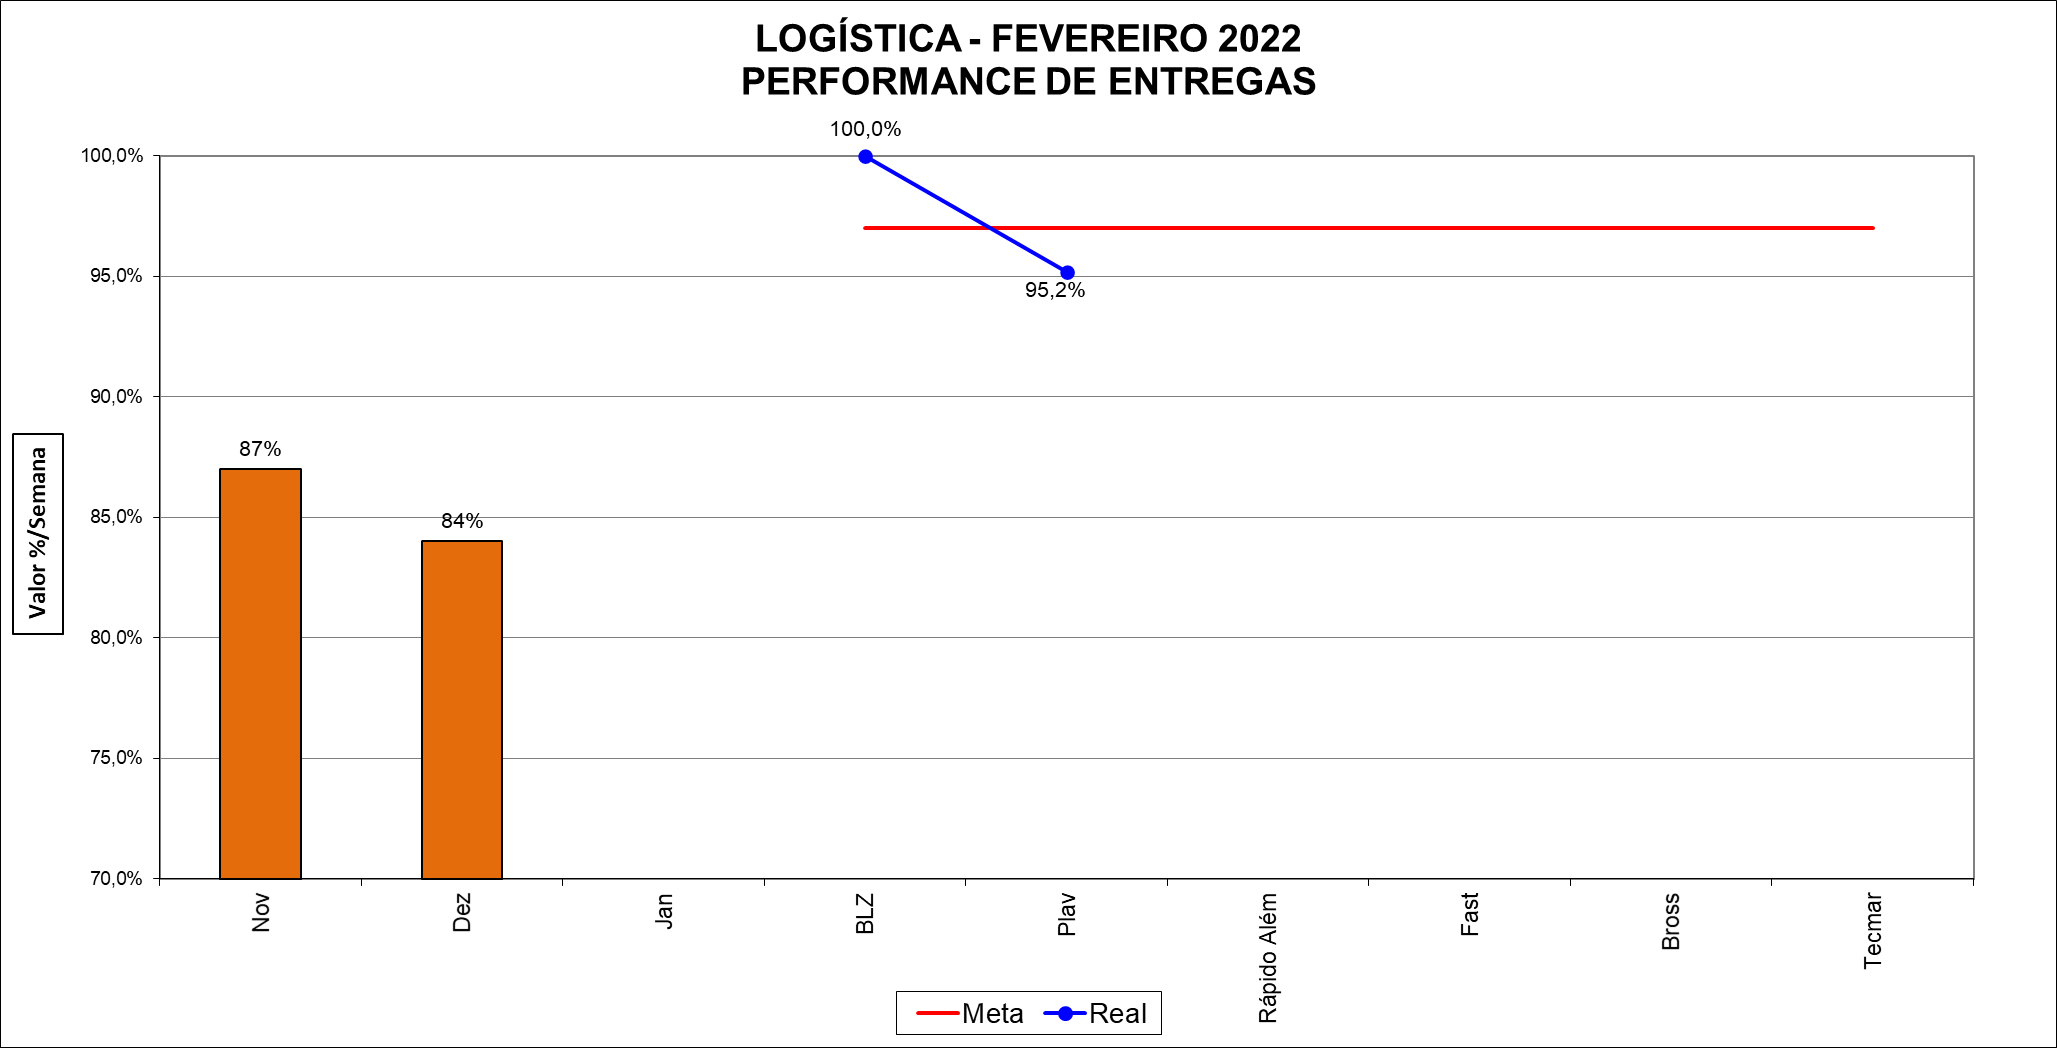 LOGÍSTICA - FEVEREIRO 2022
PERFORMANCE DE ENTREGAS
100,0%
100,0%
95,0%
95,2%
90,0%
87%
85,0%
84%
80,0%
75,0%
70,0%
Valor %/Semana
Nov
Dez
Jan
BLZ
Plav
Rápido Além
Fast
Bross
Tecmar
Meta
Real